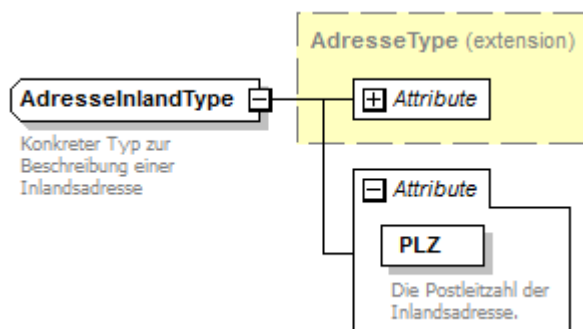 AdresseType (extension)
AdresseInlandType
Attribute
Konkreter Typ zur
Beschreibung einer
Inlandsadresse
Attribute
PLZ
Die Postleitzahl der
Inlandsadresse.